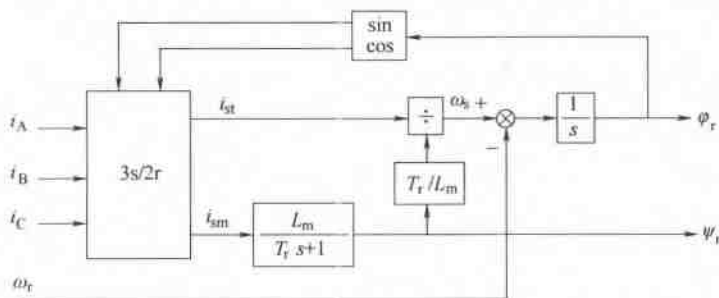 sin
cos
i_A
i_B
i_C
3s/2r
i_st
÷
ω_s +
−
1
s
φ_r
T_r/L_m
i_sm
L_m
T_r s+1
ψ_r
ω_r